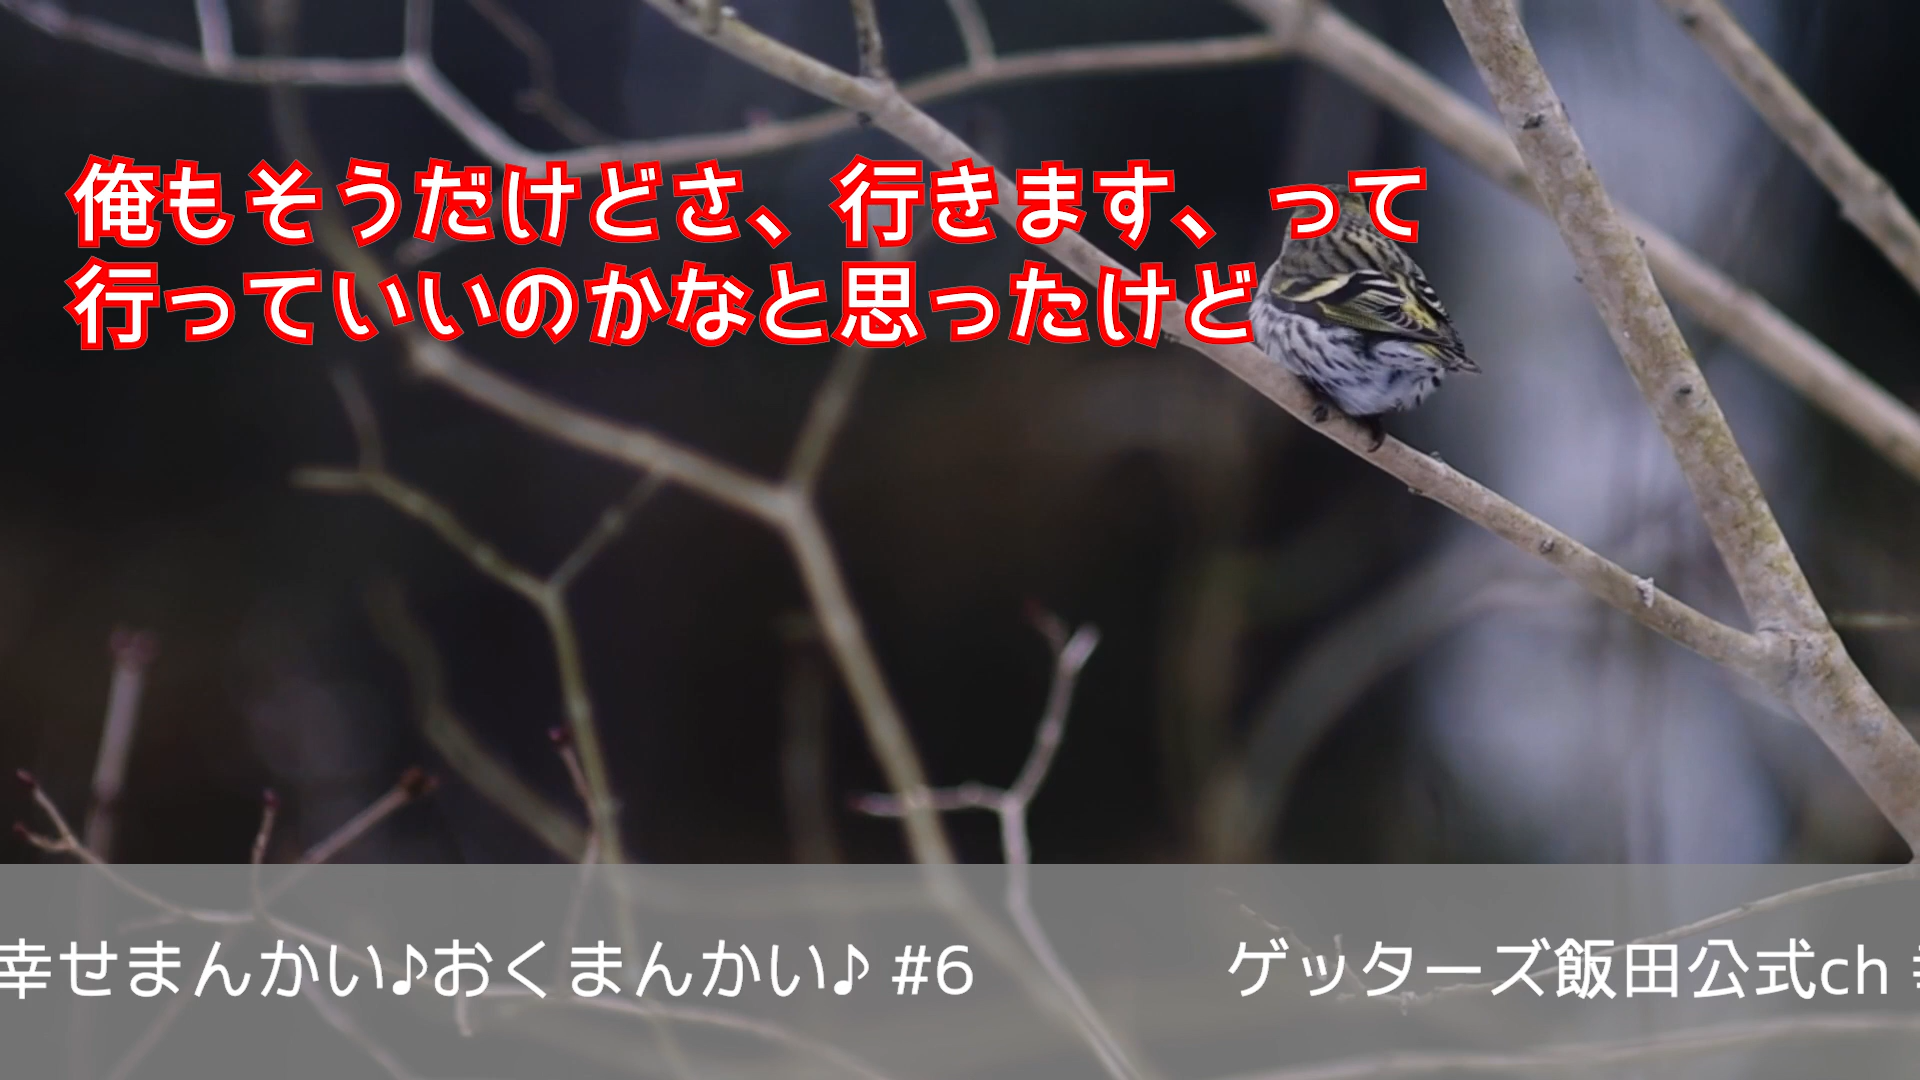 俺もそうだけどさ、行きます、って
行っていいのかなと思ったけど
幸せまんかい♪おくまんかい♪ #6 ゲッターズ飯田公式ch